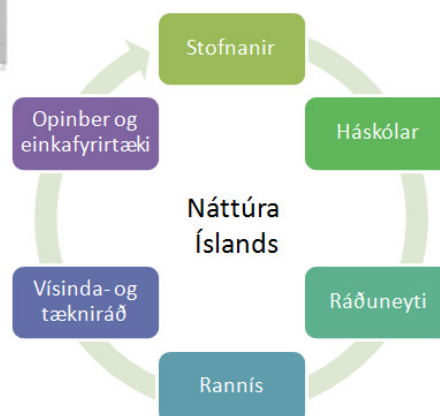 Stofnanir
Háskólar
Ráðuneyti
Rannís
Vísinda- og
tækniráð
Opinber og
einkafyrirtæki
Náttúra
Íslands